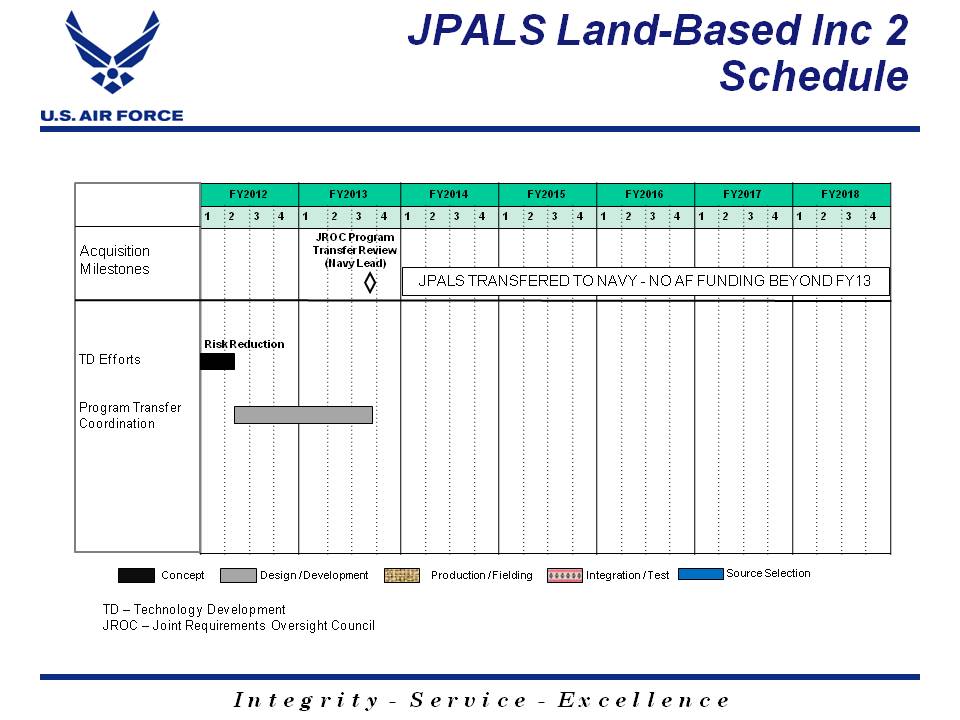 JPALS Land-Based Inc 2
Schedule
U.S. AIR FORCE
FY2012 FY2013 FY2014 FY2015 FY2016 FY2017 FY2018
1 2 3 4 1 2 3 4 1 2 3 4 1 2 3 4 1 2 3 4 1 2 3 4 1 2 3 4
Acquisition
Milestones
JROC Program
Transfer Review
(Navy Lead)
JPALS TRANSFERED TO NAVY - NO AF FUNDING BEYOND FY13
Risk Reduction
TD Efforts
Program Transfer
Coordination
Concept Design/Development Production/Fielding Integration/Test Source Selection
TD – Technology Development
JROC – Joint Requirements Oversight Council
Integrity - Service - Excellence